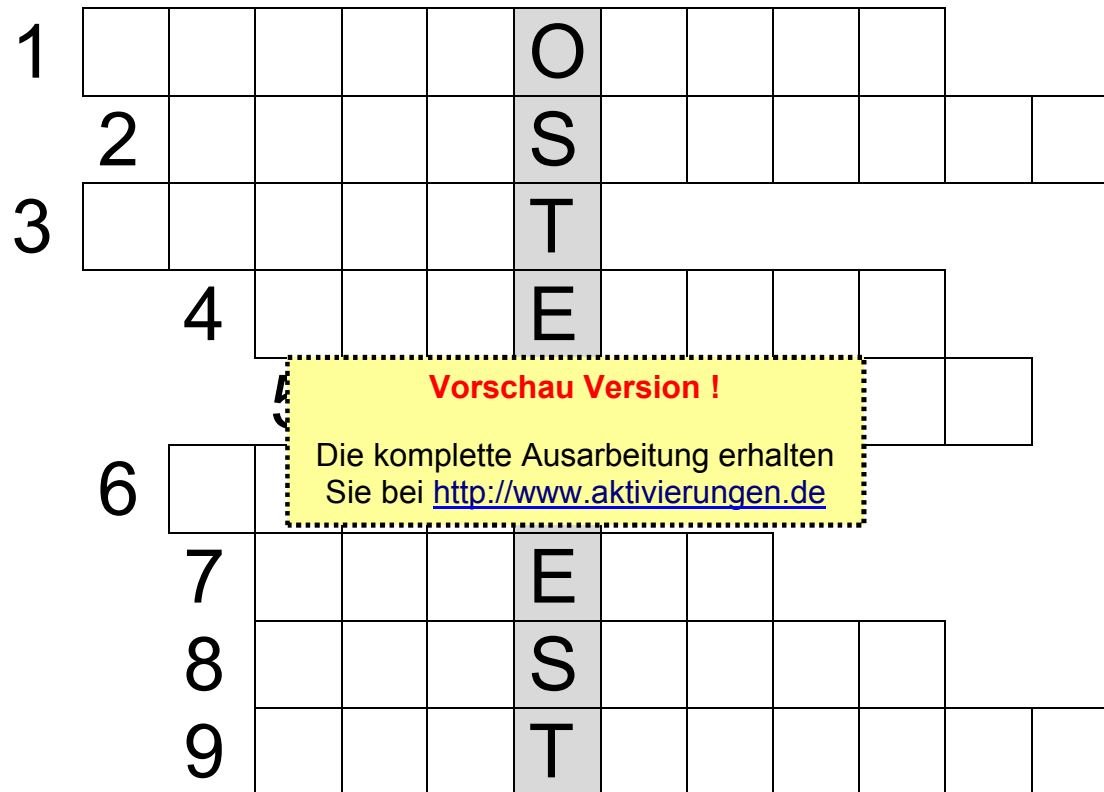 1 O
2 S
3 T
4 E
5
Vorschau Version !
Die komplette Ausarbeitung erhalten
Sie bei http://www.aktivierungen.de
6
7 E
8 S
9 T